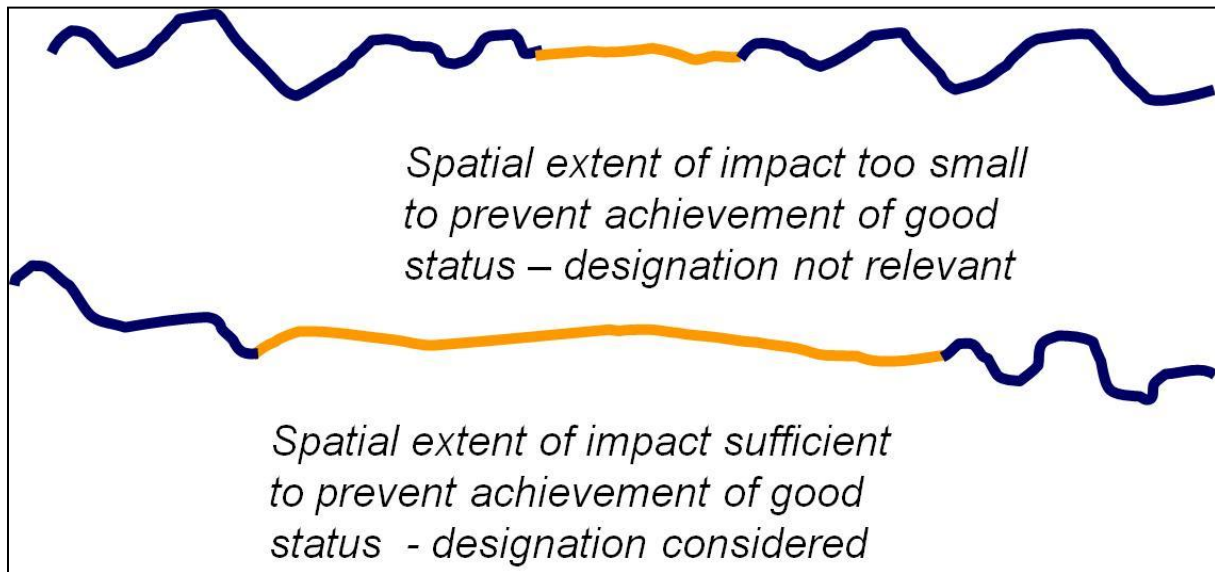 Spatial extent of impact too small
to prevent achievement of good
status – designation not relevant
Spatial extent of impact sufficient
to prevent achievement of good
status - designation considered